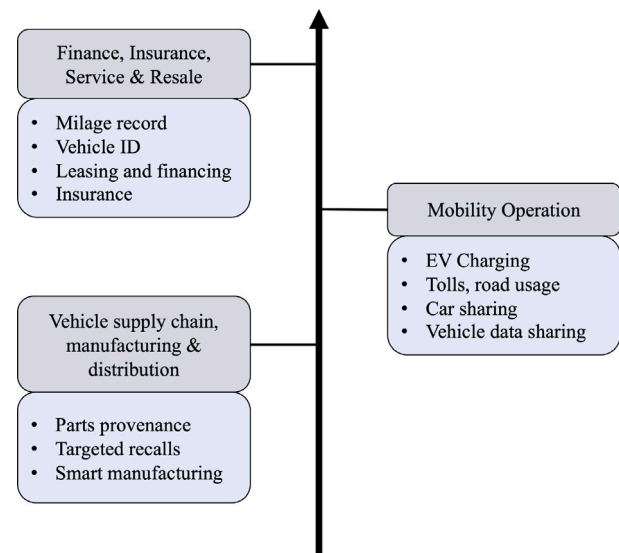 Finance, Insurance,
Service & Resale
• Milage record
• Vehicle ID
• Leasing and financing
• Insurance
Mobility Operation
• EV Charging
• Tolls, road usage
• Car sharing
• Vehicle data sharing
Vehicle supply chain,
manufacturing &
distribution
• Parts provenance
• Targeted recalls
• Smart manufacturing